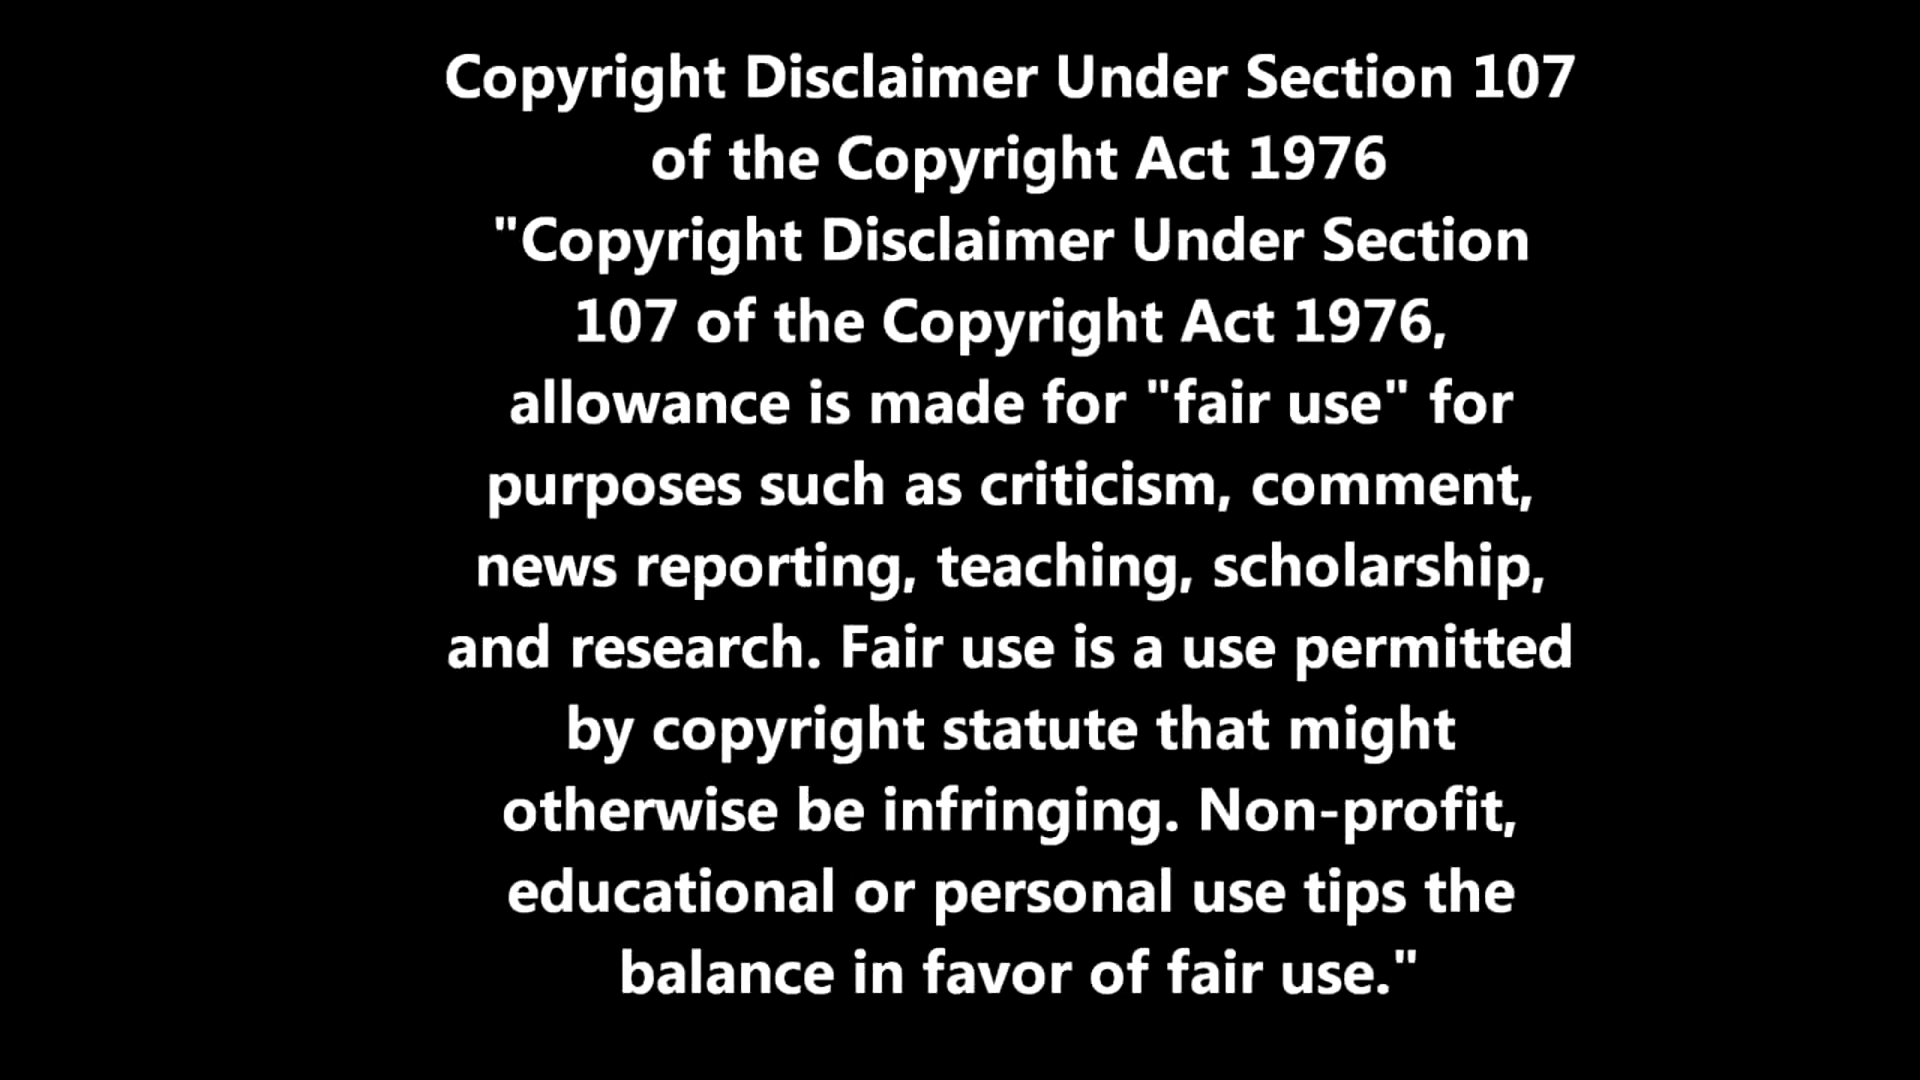 Copyright Disclaimer Under Section 107
of the Copyright Act 1976
"Copyright Disclaimer Under Section
107 of the Copyright Act 1976,
allowance is made for "fair use" for
purposes such as criticism, comment,
news reporting, teaching, scholarship,
and research. Fair use is a use permitted
by copyright statute that might
otherwise be infringing. Non-profit,
educational or personal use tips the
balance in favor of fair use."